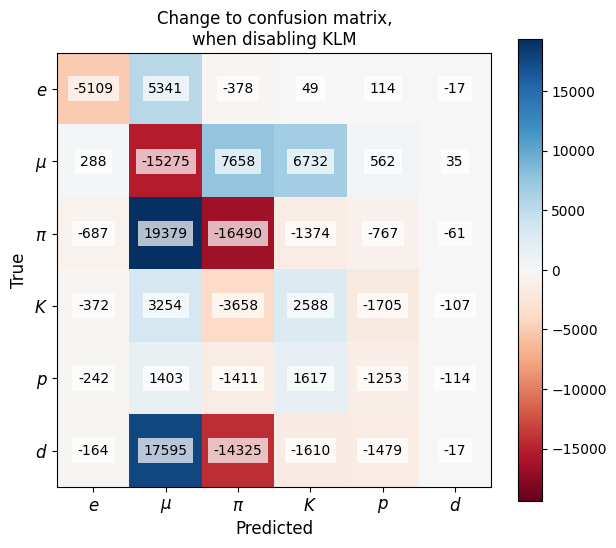 Change to confusion matrix,
when disabling KLM
e -5109 5341 -378 49 114 -17
μ 288 -15275 7658 6732 562 35
π -687 19379 -16490 -1374 -767 -61
K -372 3254 -3658 2588 -1705 -107
p -242 1403 -1411 1617 -1253 -114
d -164 17595 -14325 -1610 -1479 -17
e μ π K p d
True
Predicted
15000
10000
5000
0
−5000
−10000
−15000